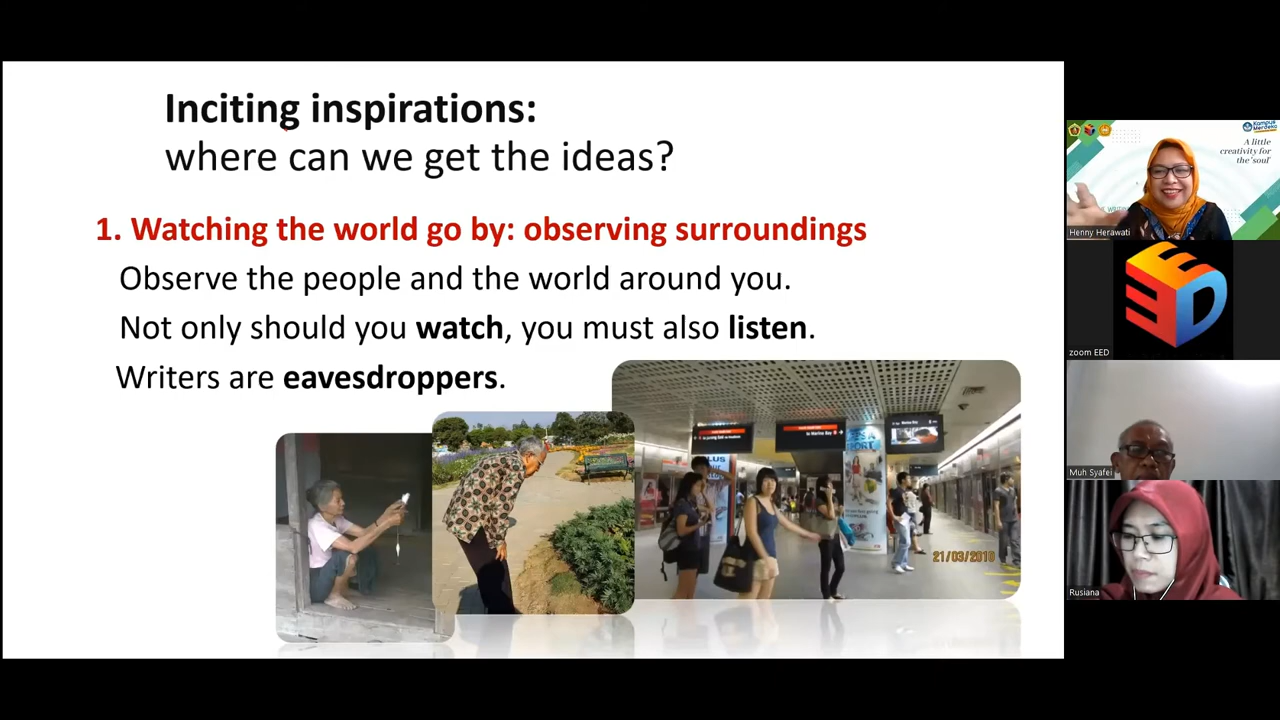 Inciting inspirations:
where can we get the ideas?
1. Watching the world go by: observing surroundings
Observe the people and the world around you.
Not only should you watch, you must also listen.
Writers are eavesdroppers.
21/03/2010
Kampus
Merdeka
A little
creativity for
the 'soul'
Henny Herawati
zoom EED
Muh Syafei
Rusiana